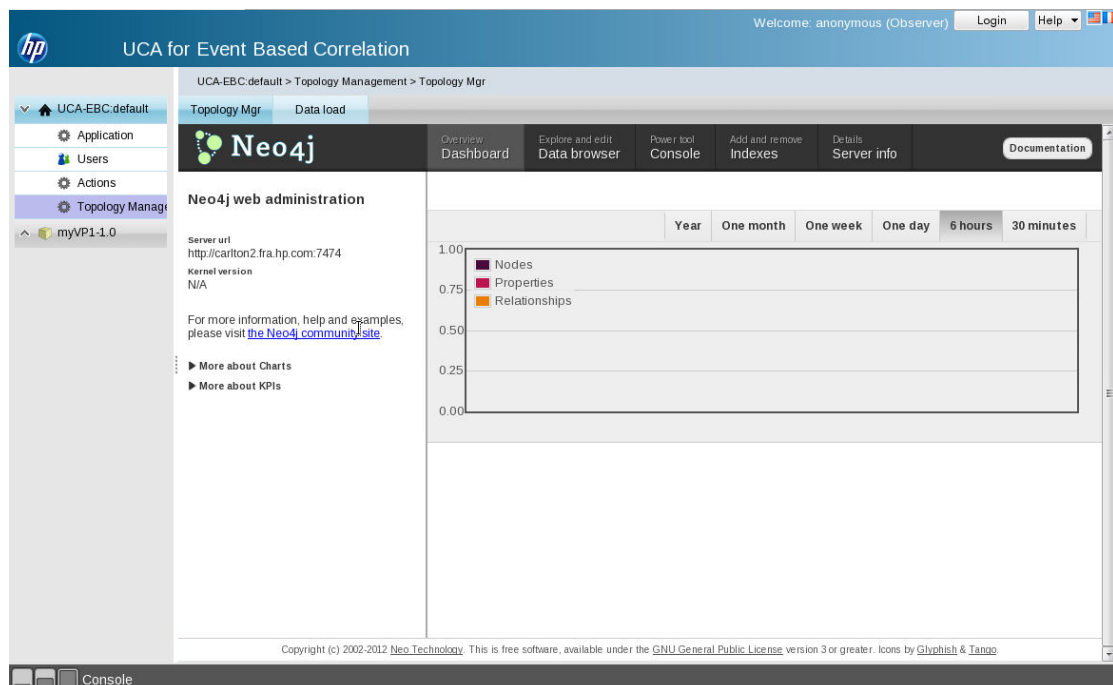 Welcome: anonymous (Observer)
Login
Help
hp
UCA for Event Based Correlation
UCA-EBC:default > Topology Management > Topology Mgr
UCA-EBC:default
Application
Users
Actions
Topology Manage
myVP1-1.0
Topology Mgr
Data load
Neo4j
Overview
Dashboard
Explore and edit
Data browser
Power tool
Console
Add and remove
Indexes
Details
Server info
Documentation
Neo4j web administration
Server url
http://carlton2.fra.hp.com:7474
Kernel version
N/A
For more information, help and examples,
please visit the Neo4j community site.
More about Charts
More about KPIs
Year
One month
One week
One day
6 hours
30 minutes
1.00
0.75
0.50
0.25
0.00
Nodes
Properties
Relationships
Copyright (c) 2002-2012 Neo Technology. This is free software, available under the GNU General Public License version 3 or greater. Icons by Glyphish & Tango.
Console